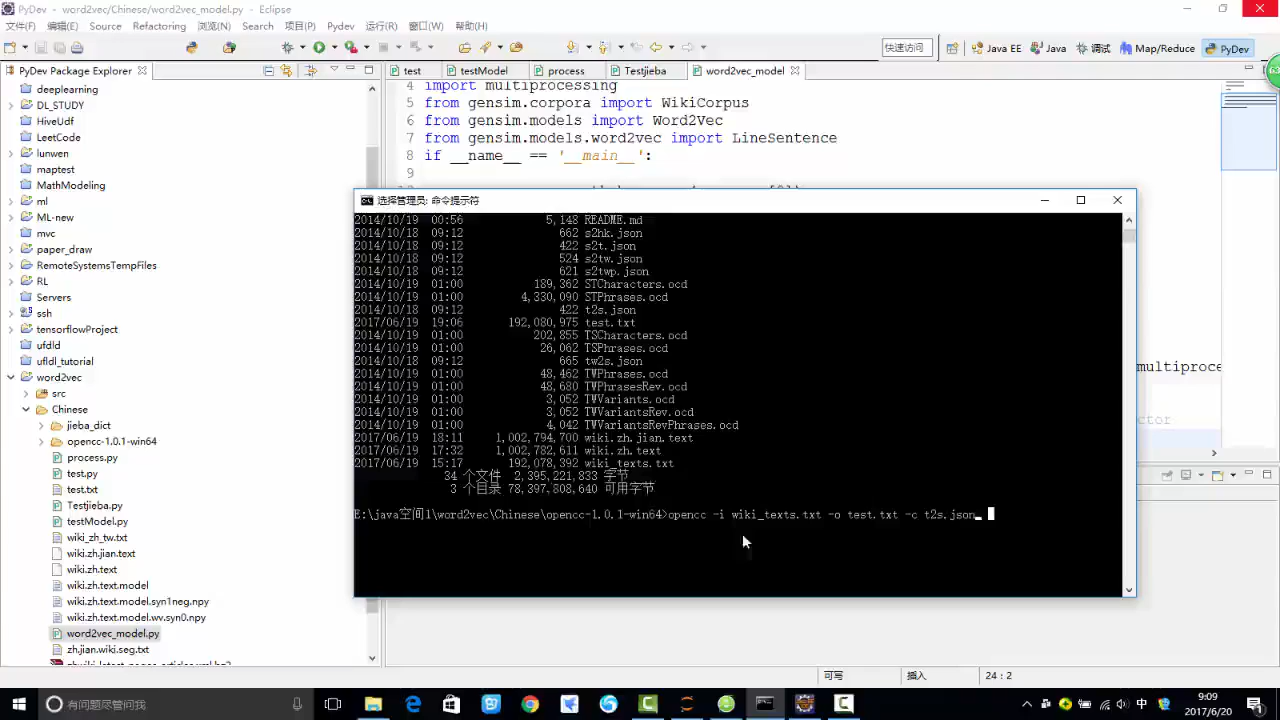 PyDev - word2vec/Chinese/word2vec_model.py - Eclipse
文件(F) 编辑(E) Source Refactoring 浏览(N) Search 项目(P) Pydev 运行(R) 窗口(W) 帮助(H)
快速访问 Java EE Java 调试 Map/Reduce PyDev
PyDev Package Explorer
test testModel process Testjieba word2vec_model
deeplearning
DL_STUDY
HiveUdf
LeetCode
lunwen
maptest
MathModeling
ml
ML-new
mvc
paper_draw
RemoteSystemsTempFiles
RL
Servers
ssh
tensorflowProject
ufdld
ufldl_tutorial
word2vec
src
Chinese
jieba_dict
opencc-1.0.1-win64
process.py
test.py
test.txt
Testjieba.py
testModel.py
wiki_zh_tw.txt
wiki.zh.jian.text
wiki.zh.text
wiki.zh.text.model
wiki.zh.text.model.syn1neg.npy
wiki.zh.text.model.wv.syn0.npy
word2vec_model.py
zh.jian.wiki.seg.txt
4 import multiprocessing
5 from gensim.corpora import WikiCorpus
6 from gensim.models import Word2Vec
7 from gensim.models.word2vec import LineSentence
8 if __name__ == '__main__':
9
multiproce
ctor
选择管理员: 命令提示符
2014/10/19 00:56 5,148 README.md
2014/10/18 09:12 662 s2hk.json
2014/10/18 09:12 422 s2t.json
2014/10/18 09:12 524 s2tw.json
2014/10/18 09:12 621 s2twp.json
2014/10/19 01:00 189,362 STCharacters.ocd
2014/10/19 01:00 4,330,090 STPhrases.ocd
2014/10/18 09:12 422 t2s.json
2017/06/19 19:06 192,080,975 test.txt
2014/10/19 01:00 202,855 TSCharacters.ocd
2014/10/19 01:00 26,062 TSPhrases.ocd
2014/10/18 09:12 665 tw2s.json
2014/10/19 01:00 48,462 TWPhrases.ocd
2014/10/19 01:00 48,680 TWPhrasesRev.ocd
2014/10/19 01:00 3,052 TWVariants.ocd
2014/10/19 01:00 3,052 TWVariantsRev.ocd
2014/10/19 01:00 4,042 TWVariantsRevPhrases.ocd
2017/06/19 18:11 1,002,794,700 wiki.zh.jian.text
2017/06/19 17:32 1,002,782,611 wiki.zh.text
2017/06/19 15:17 192,078,392 wiki_texts.txt
34 个文件 2,395,221,833 字节
3 个目录 78,397,808,640 可用字节
E:\java空间1\word2vec\Chinese\opencc-1.0.1-win64>opencc -i wiki_texts.txt -o test.txt -c t2s.json
可写 插入 24 : 2
有问题尽管问我
中
9:09
2017/6/20